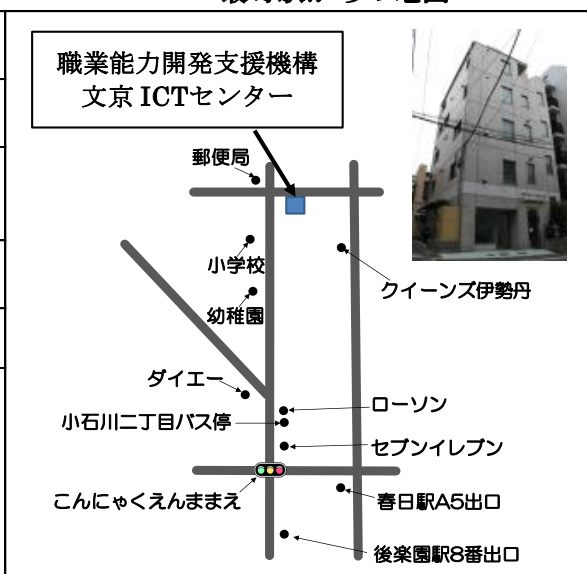 職業能力開発支援機構
文京 ICTセンター
郵便局
小学校
クイーンズ伊勢丹
幼稚園
ダイエー
ローソン
小石川二丁目バス停
セブンイレブン
こんにゃくえんままえ
春日駅A5出口
後楽園駅8番出口